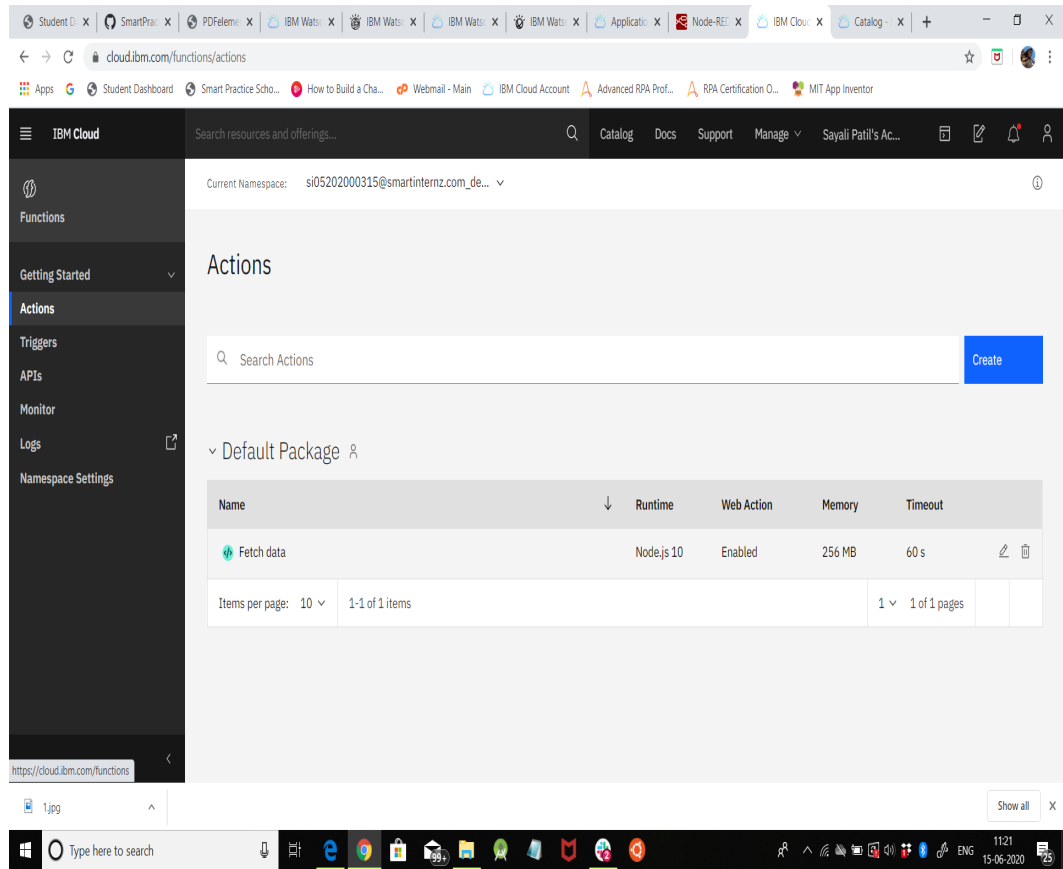 Student D
SmartPrac
PDFeleme
IBM Wats
IBM Wats
IBM Wats
IBM Wats
Applicatio
Node-RED
IBM Cloud
Catalog -
cloud.ibm.com/functions/actions
Apps
Student Dashboard
Smart Practice Scho...
How to Build a Cha...
Webmail - Main
IBM Cloud Account
Advanced RPA Prof...
RPA Certification O...
MIT App Inventor
IBM Cloud
Search resources and offerings...
Catalog
Docs
Support
Manage
Sayali Patil's Ac...
Functions
Current Namespace: si05202000315@smartinternz.com_de...
Getting Started
Actions
Triggers
APIs
Monitor
Logs
Namespace Settings
Actions
Search Actions
Create
Default Package
Name Runtime Web Action Memory Timeout
Fetch data Node.js 10 Enabled 256 MB 60 s
Items per page: 10 1-1 of 1 items 1 1 of 1 pages
https://cloud.ibm.com/functions
1.jpg
Show all
Type here to search
99+
2
ENG
11:21
15-06-2020
25